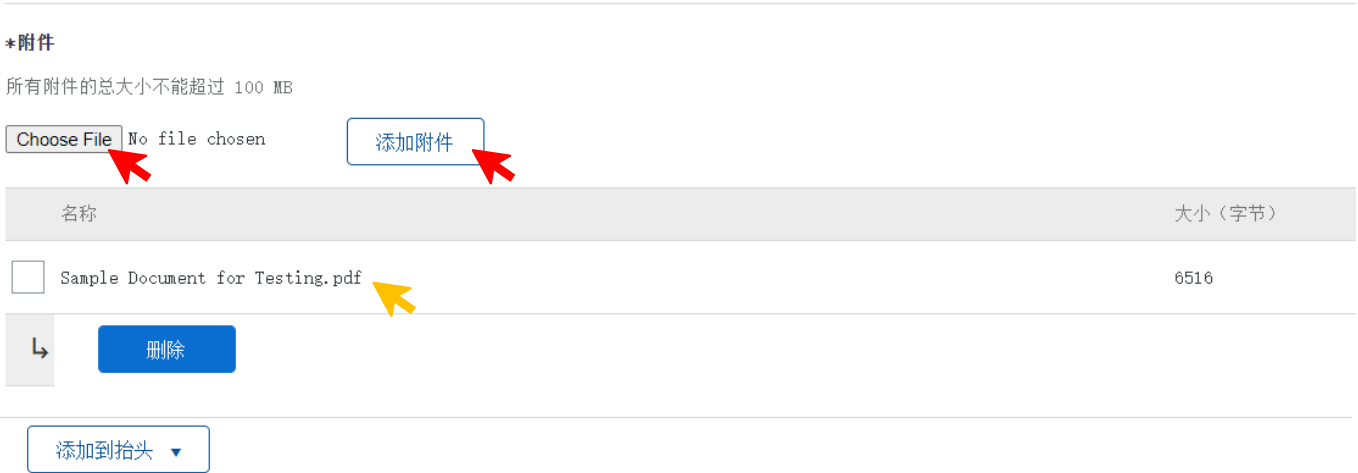 *附件
所有附件的总大小不能超过 100 MB
Choose File No file chosen 添加附件
名称 大小（字节）
Sample Document for Testing.pdf 6516
删除
添加到抬头 ▼